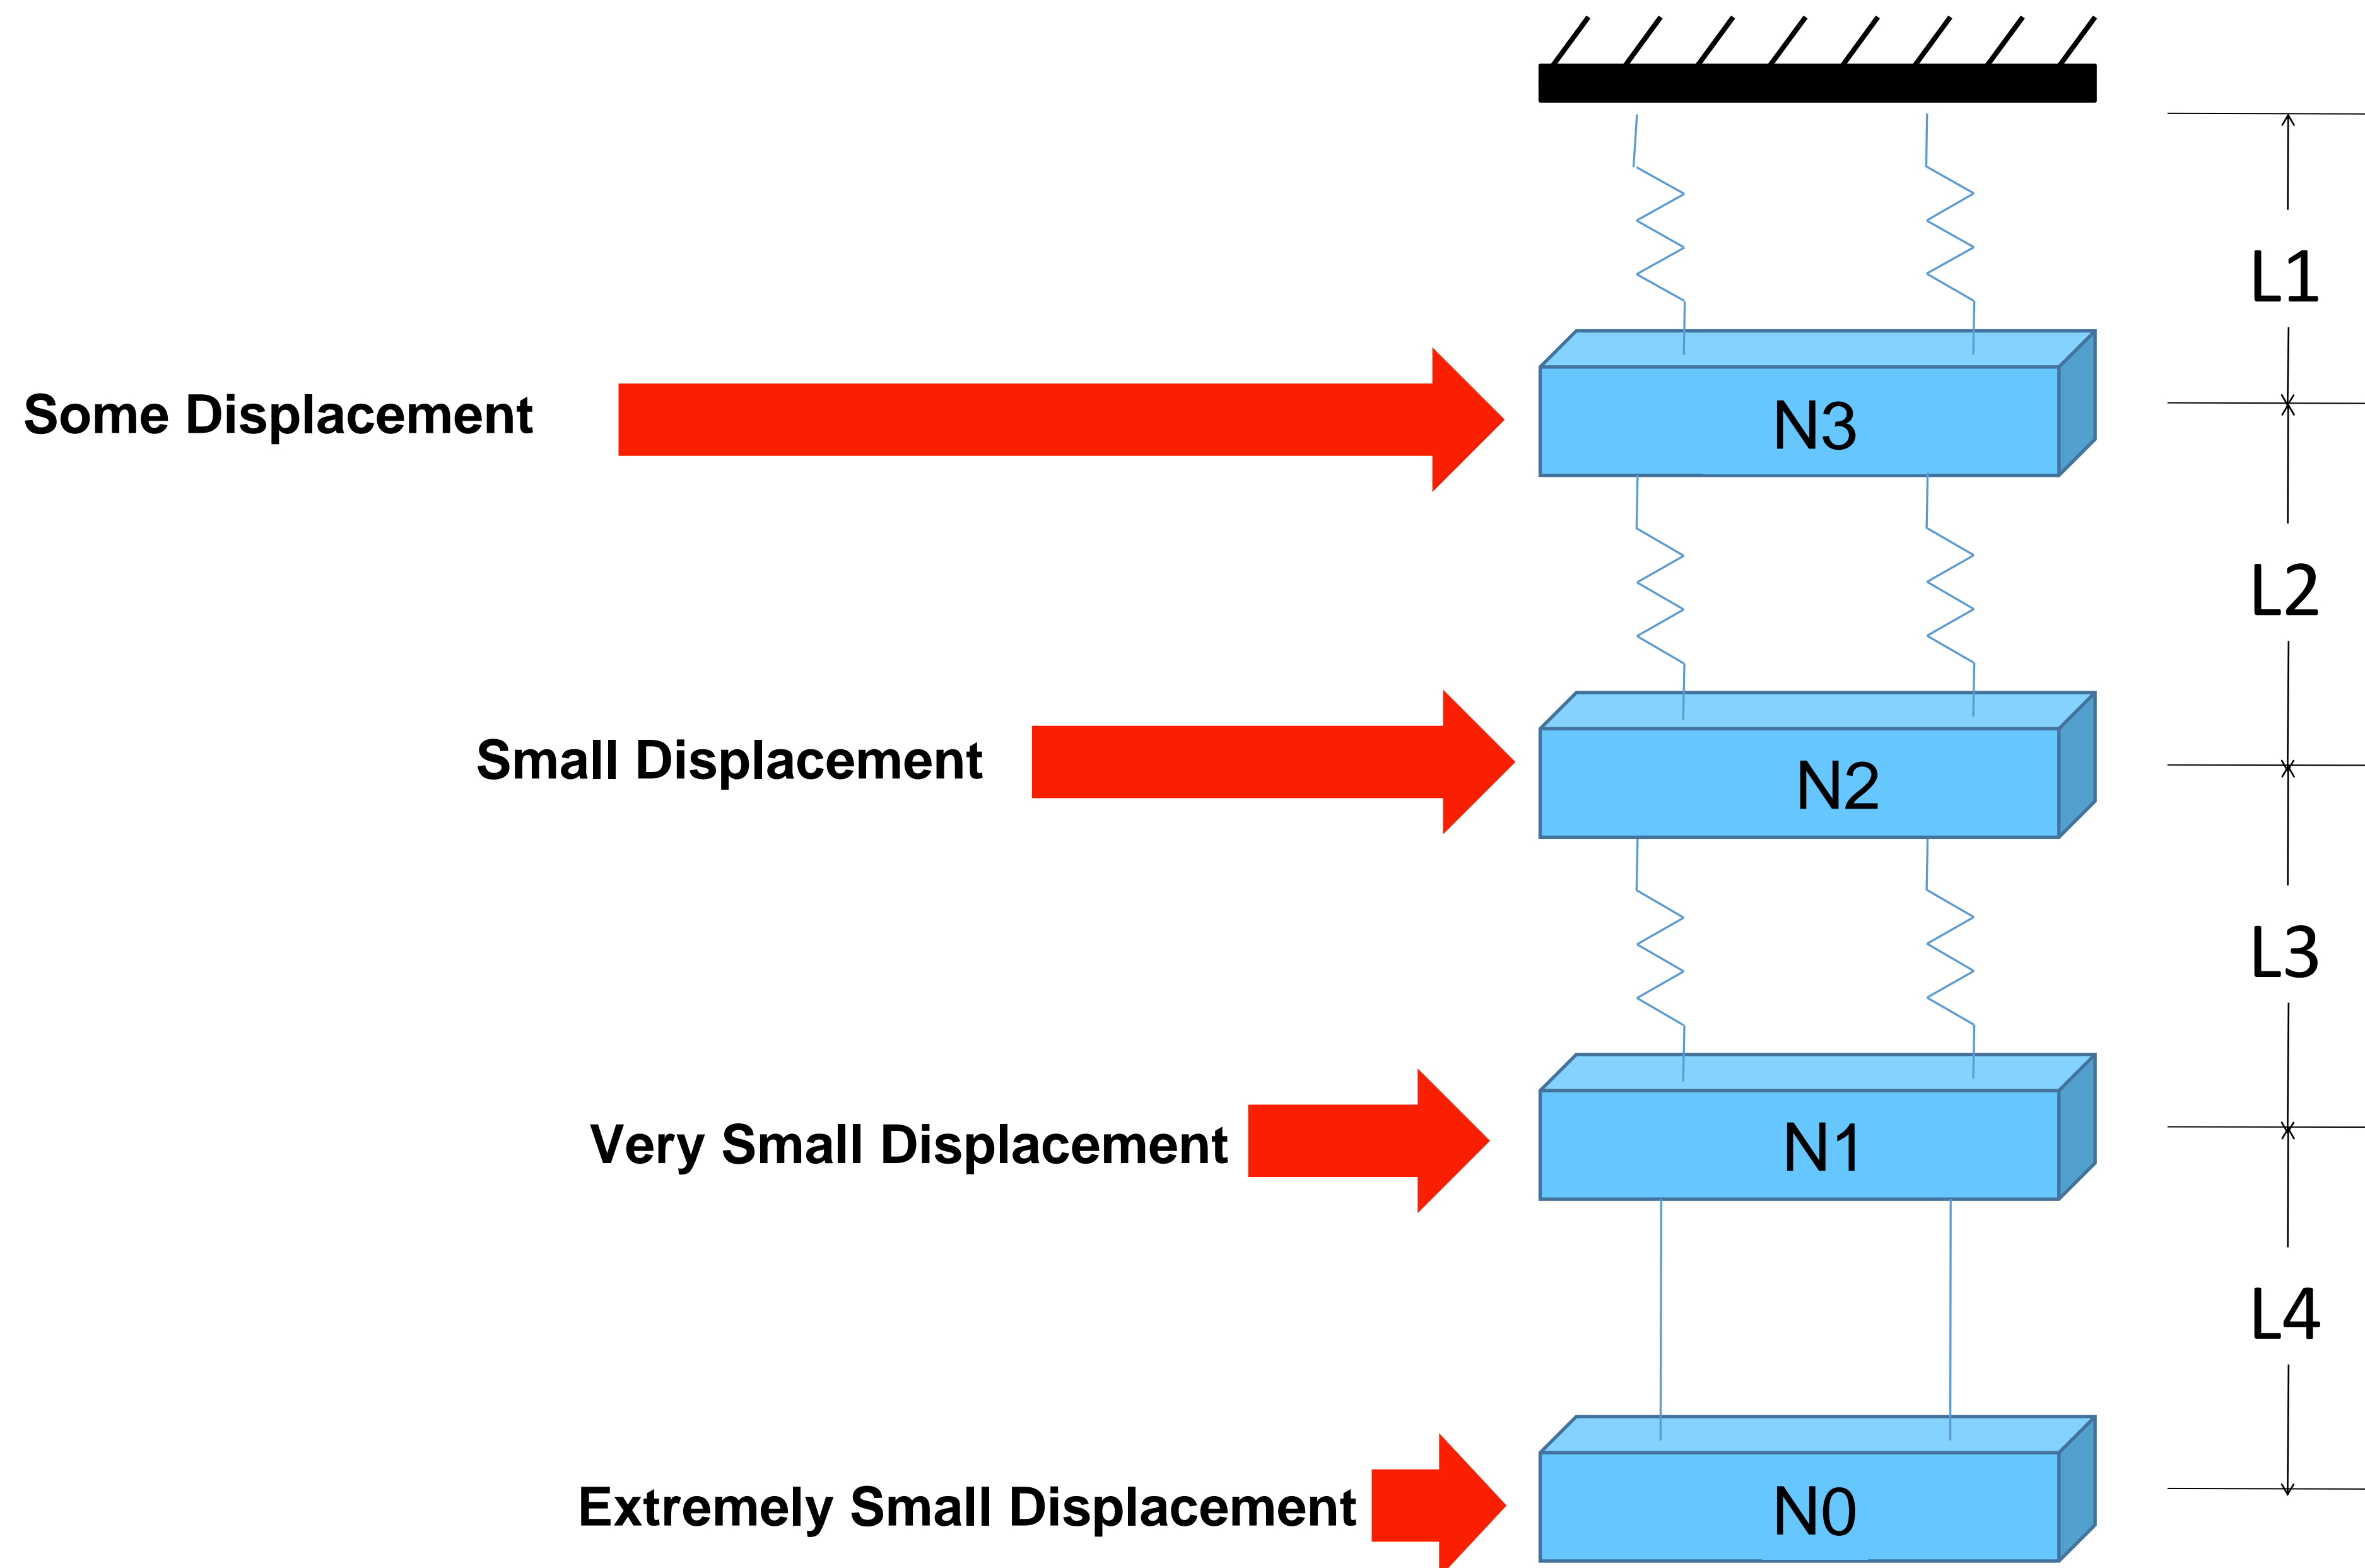 L1
Some Displacement
N3
L2
Small Displacement
N2
L3
Very Small Displacement
N1
L4
Extremely Small Displacement
N0